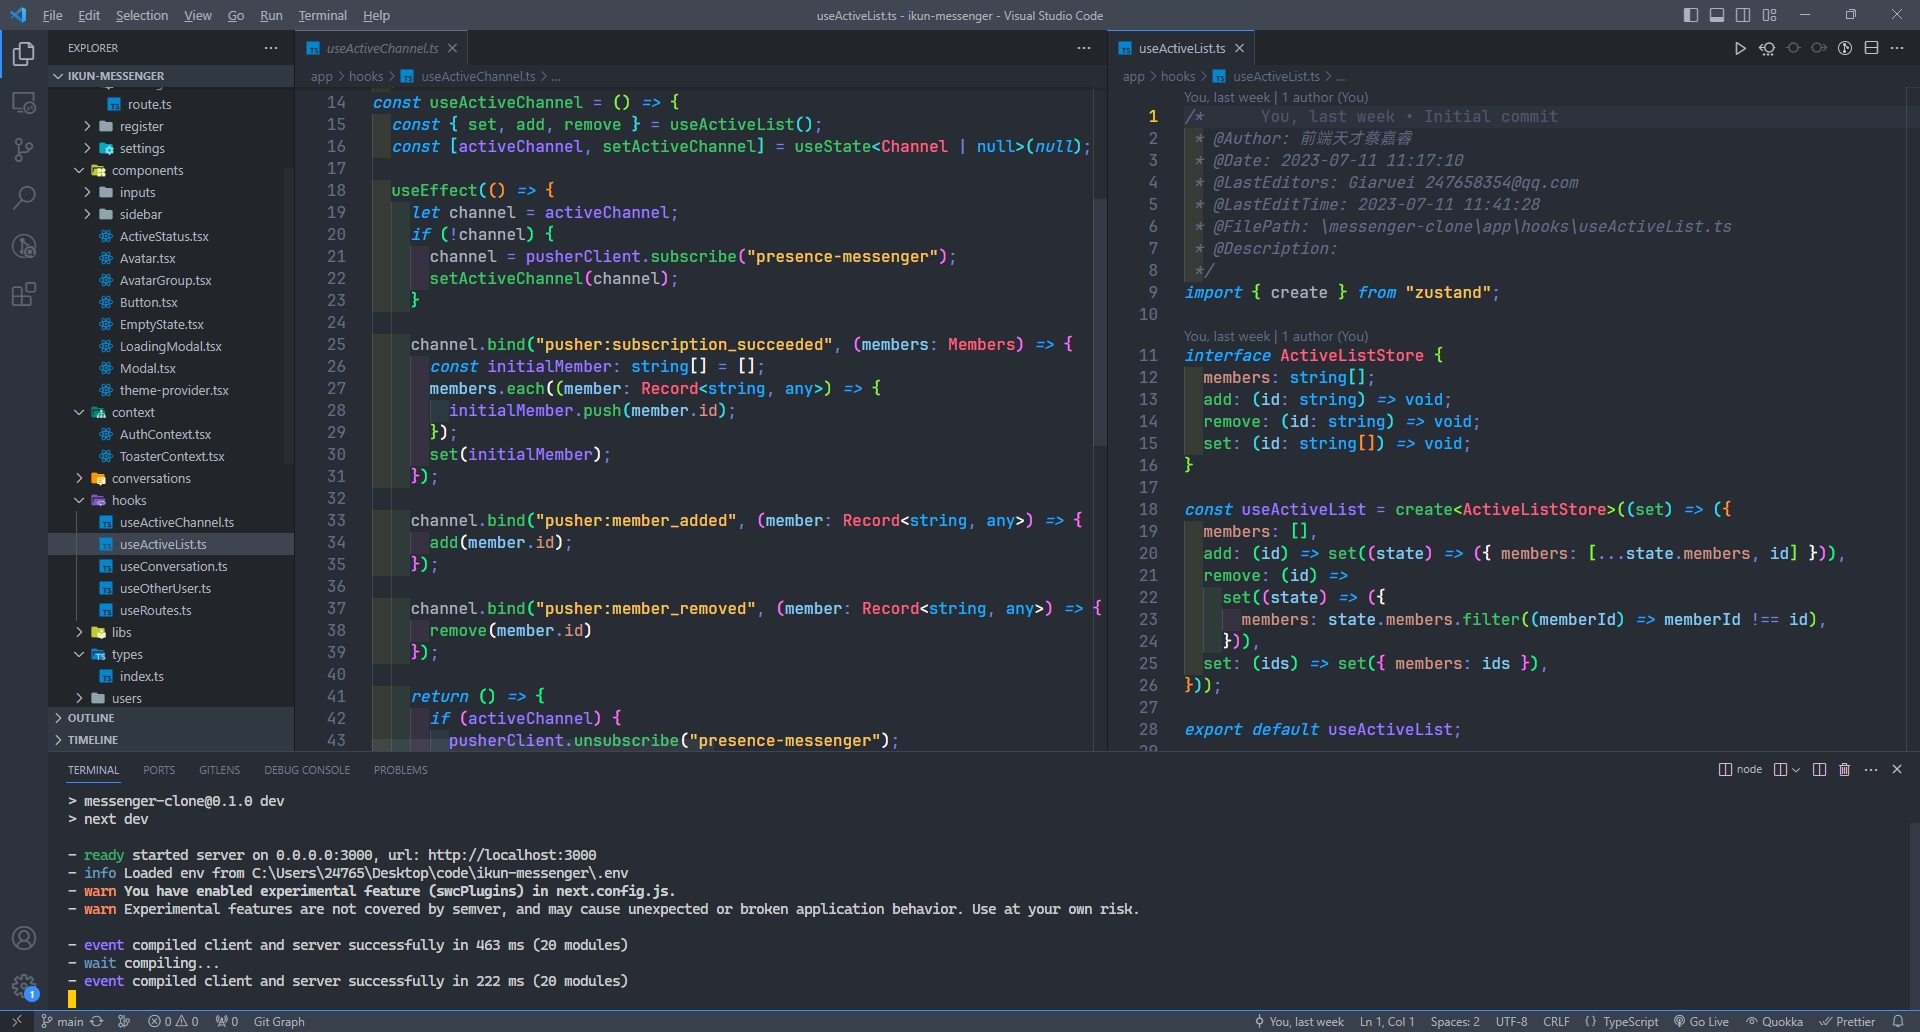 File Edit Selection View Go Run Terminal Help
useActiveList.ts - ikun-messenger - Visual Studio Code
EXPLORER
IKUN-MESSENGER
route.ts
register
settings
components
inputs
sidebar
ActiveStatus.tsx
Avatar.tsx
AvatarGroup.tsx
Button.tsx
EmptyState.tsx
LoadingModal.tsx
Modal.tsx
theme-provider.tsx
context
AuthContext.tsx
ToasterContext.tsx
conversations
hooks
useActiveChannel.ts
useActiveList.ts
useConversation.ts
useOtherUser.ts
useRoutes.ts
libs
types
index.ts
users
OUTLINE
TIMELINE
useActiveChannel.ts
app > hooks > useActiveChannel.ts > ...
14 const useActiveChannel = () => {
15 const { set, add, remove } = useActiveList();
16 const [activeChannel, setActiveChannel] = useState<Channel | null>(null);
17
18 useEffect(() => {
19 let channel = activeChannel;
20 if (!channel) {
21 channel = pusherClient.subscribe("presence-messenger");
22 setActiveChannel(channel);
23 }
24
25 channel.bind("pusher:subscription_succeeded", (members: Members) => {
26 const initialMember: string[] = [];
27 members.each((member: Record<string, any>) => {
28 initialMember.push(member.id);
29 });
30 set(initialMember);
31 });
32
33 channel.bind("pusher:member_added", (member: Record<string, any>) => {
34 add(member.id);
35 });
36
37 channel.bind("pusher:member_removed", (member: Record<string, any>) => {
38 remove(member.id)
39 });
40
41 return () => {
42 if (activeChannel) {
43 pusherClient.unsubscribe("presence-messenger");
useActiveList.ts
app > hooks > useActiveList.ts > ...
You, last week | 1 author (You)
1 /* You, last week • Initial commit
2 * @Author: 前端天才蔡嘉睿
3 * @Date: 2023-07-11 11:17:10
4 * @LastEditors: Giaruei 247658354@qq.com
5 * @LastEditTime: 2023-07-11 11:41:28
6 * @FilePath: \messenger-clone\app\hooks\useActiveList.ts
7 * @Description:
8 */
9 import { create } from "zustand";
10
You, last week | 1 author (You)
11 interface ActiveListStore {
12 members: string[];
13 add: (id: string) => void;
14 remove: (id: string) => void;
15 set: (id: string[]) => void;
16 }
17
18 const useActiveList = create<ActiveListStore>((set) => ({
19 members: [],
20 add: (id) => set((state) => ({ members: [...state.members, id] })),
21 remove: (id) =>
22 set((state) => ({
23 members: state.members.filter((memberId) => memberId !== id),
24 })),
25 set: (ids) => set({ members: ids }),
26 }));
27
28 export default useActiveList;
29
TERMINAL PORTS GITLENS DEBUG CONSOLE PROBLEMS
node
> messenger-clone@0.1.0 dev
> next dev
- ready started server on 0.0.0.0:3000, url: http://localhost:3000
- info Loaded env from C:\Users\24765\Desktop\code\ikun-messenger\.env
- warn You have enabled experimental feature (swcPlugins) in next.config.js.
- warn Experimental features are not covered by semver, and may cause unexpected or broken application behavior. Use at your own risk.
- event compiled client and server successfully in 463 ms (20 modules)
- wait compiling...
- event compiled client and server successfully in 222 ms (20 modules)
1
main 0 0 0 Git Graph
You, last week Ln 1, Col 1 Spaces: 2 UTF-8 CRLF { } TypeScript Go Live Quokka Prettier